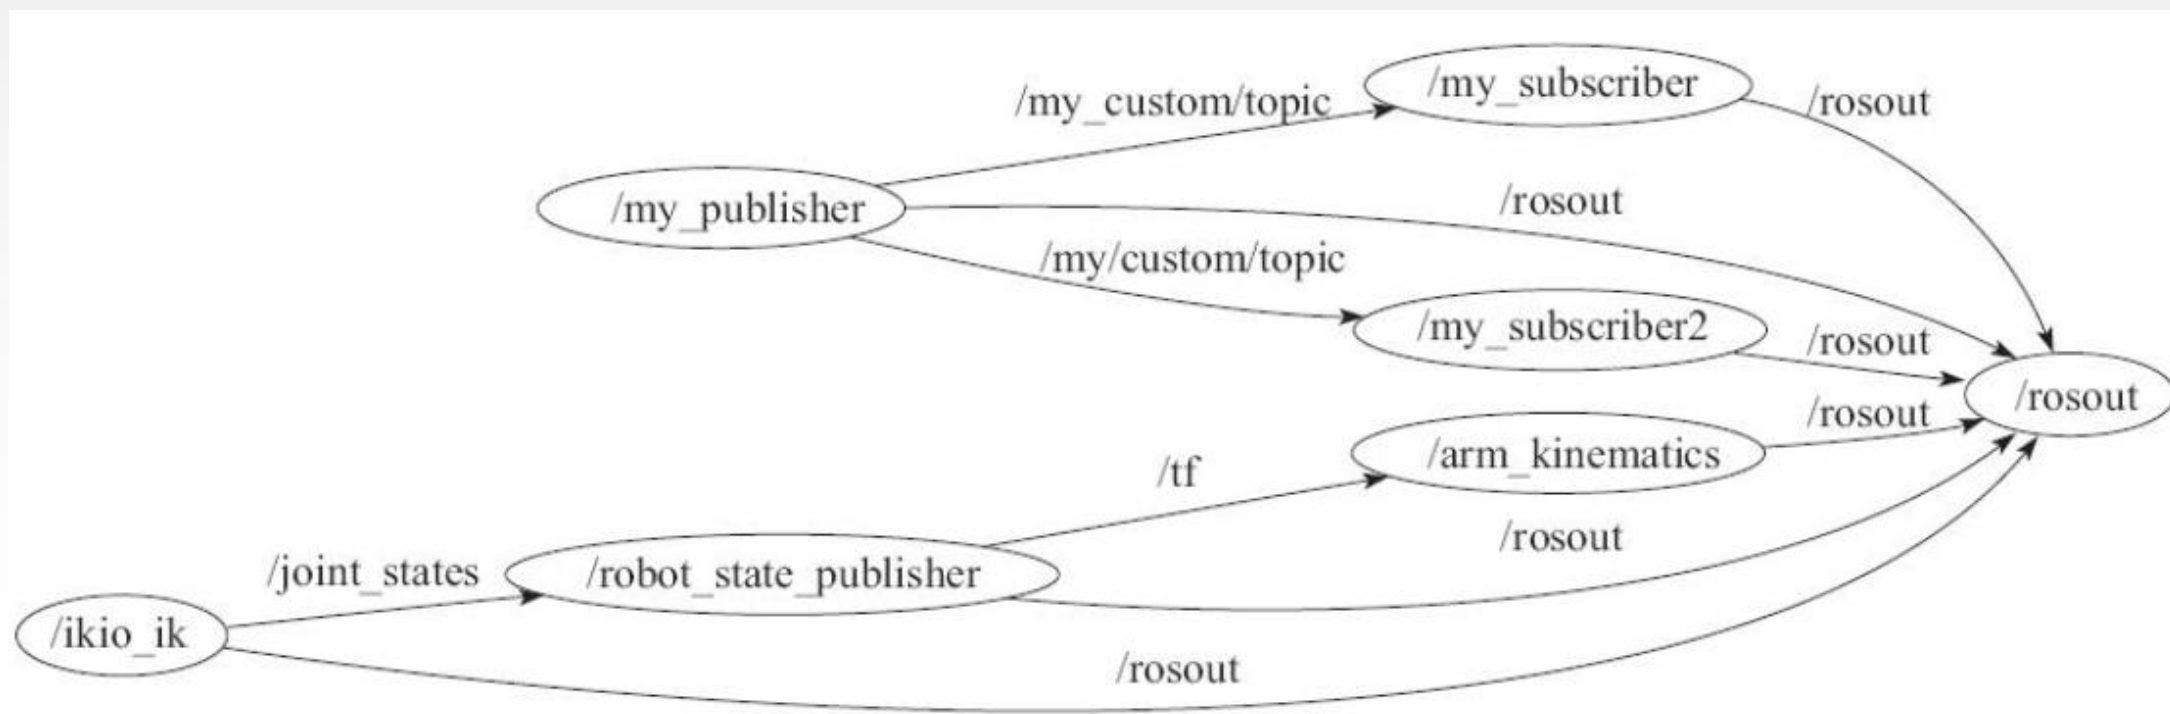 /my_subscriber
/my_custom/topic
/rosout
/my_publisher
/rosout
/my/custom/topic
/my_subscriber2
/rosout
/rosout
/rosout
/arm_kinematics
/tf
/rosout
/joint_states
/robot_state_publisher
/ikio_ik
/rosout